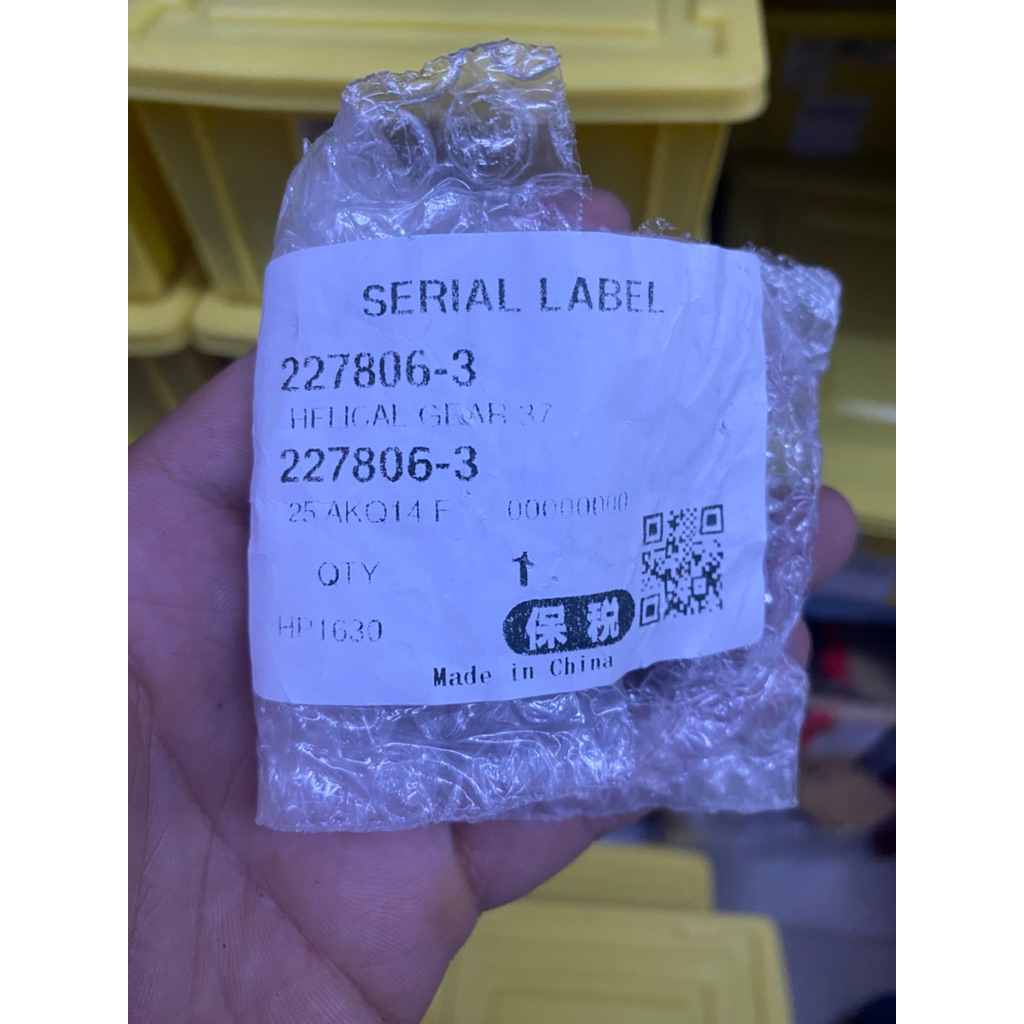 SERIAL LABEL
227806-3
HELICAL GEAR 37
227806-3
25 AKQ14 F 00000000
QTY 1
HP1630
保税
Made in China